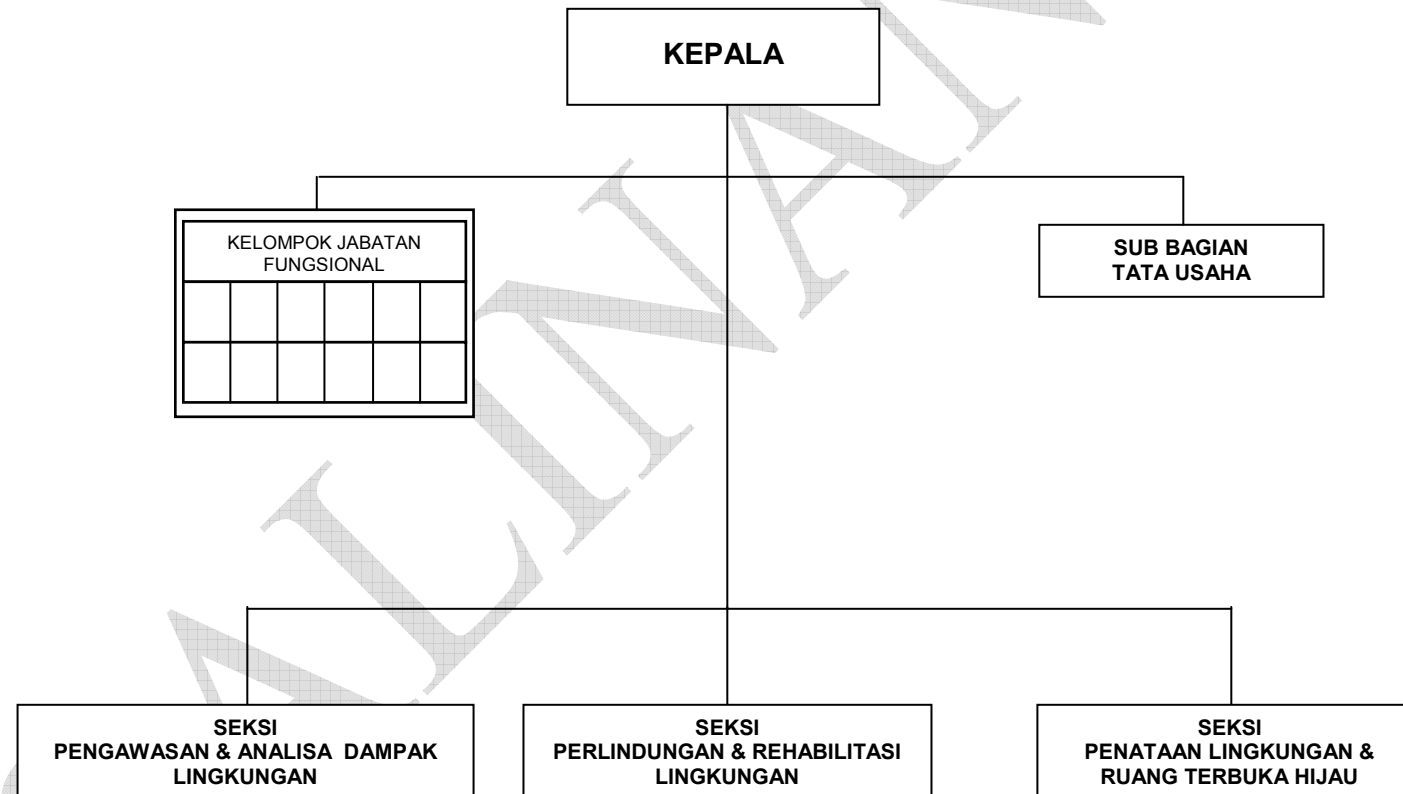 KEPALA
KELOMPOK JABATAN
FUNGSIONAL
SUB BAGIAN
TATA USAHA
SEKSI
PENGAWASAN & ANALISA DAMPAK
LINGKUNGAN
SEKSI
PERLINDUNGAN & REHABILITASI
LINGKUNGAN
SEKSI
PENATAAN LINGKUNGAN &
RUANG TERBUKA HIJAU
ALINAN